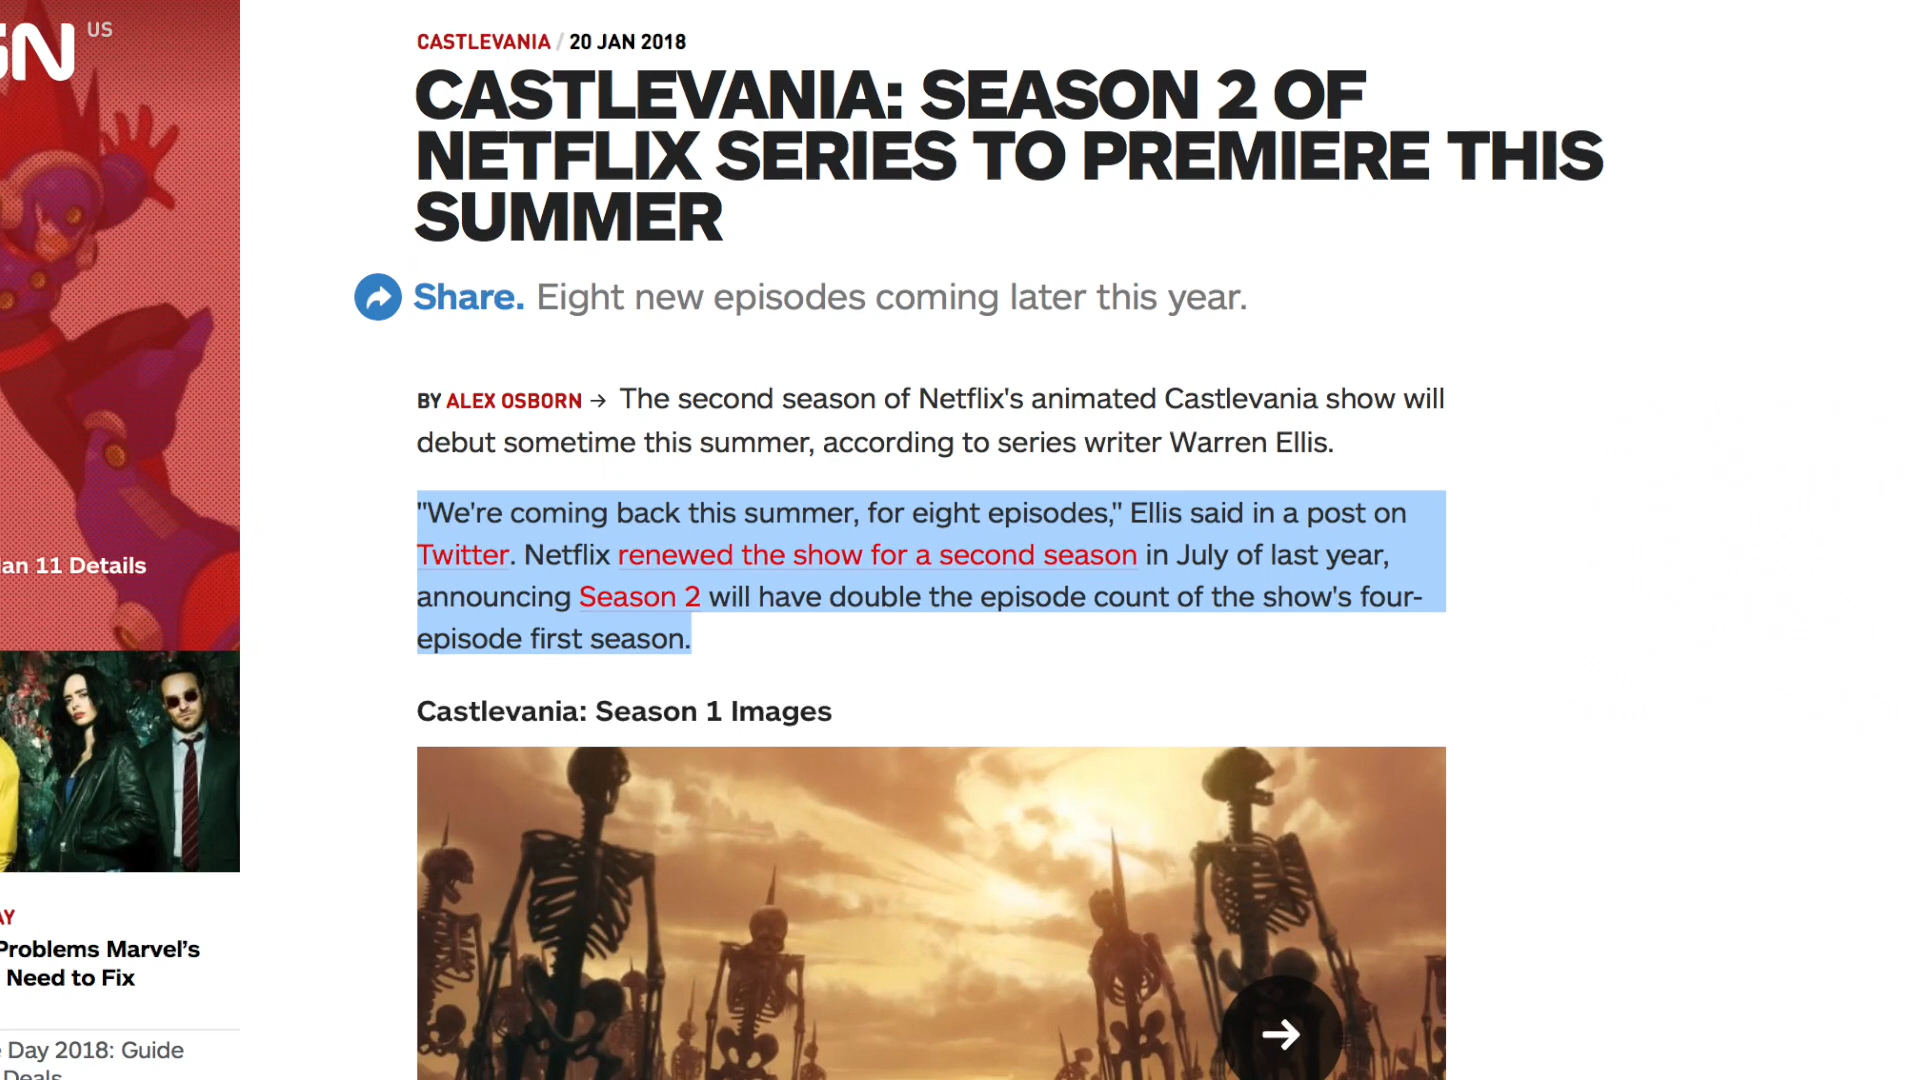 US
CASTLEVANIA / 20 JAN 2018
CASTLEVANIA: SEASON 2 OF
NETFLIX SERIES TO PREMIERE THIS
SUMMER
Share. Eight new episodes coming later this year.
BY ALEX OSBORN → The second season of Netflix's animated Castlevania show will
debut sometime this summer, according to series writer Warren Ellis.
"We're coming back this summer, for eight episodes," Ellis said in a post on
Twitter. Netflix renewed the show for a second season in July of last year,
announcing Season 2 will have double the episode count of the show's four-
episode first season.
Castlevania: Season 1 Images
11 Details
Problems Marvel's
Need to Fix
Day 2018: Guide
Deals